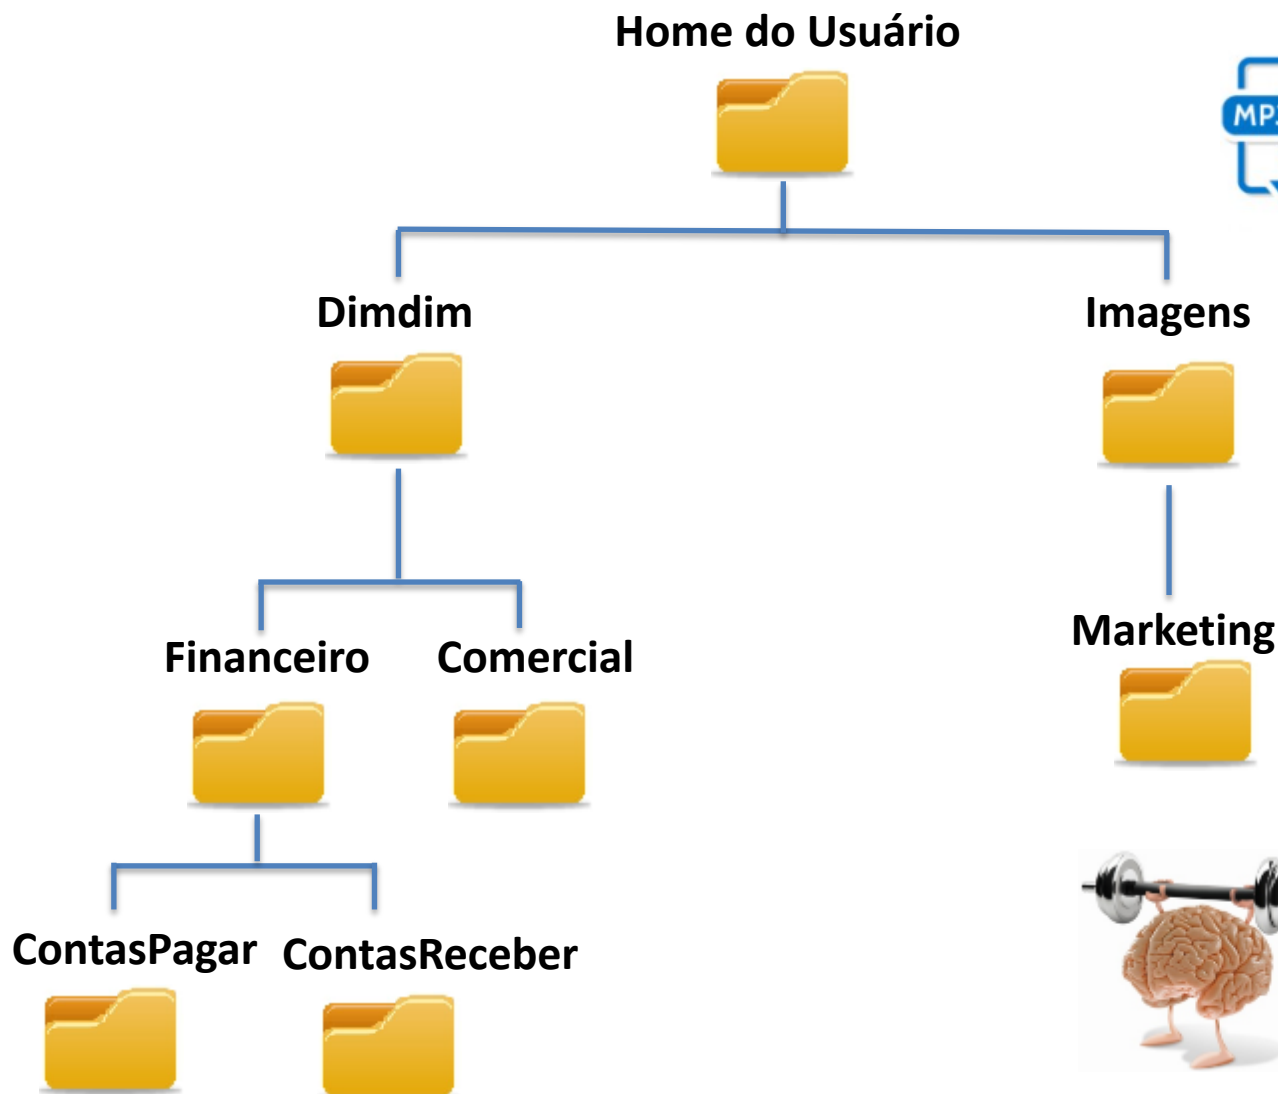 Home do Usuário
Dimdim
Imagens
Financeiro
Comercial
Marketing
ContasPagar
ContasReceber